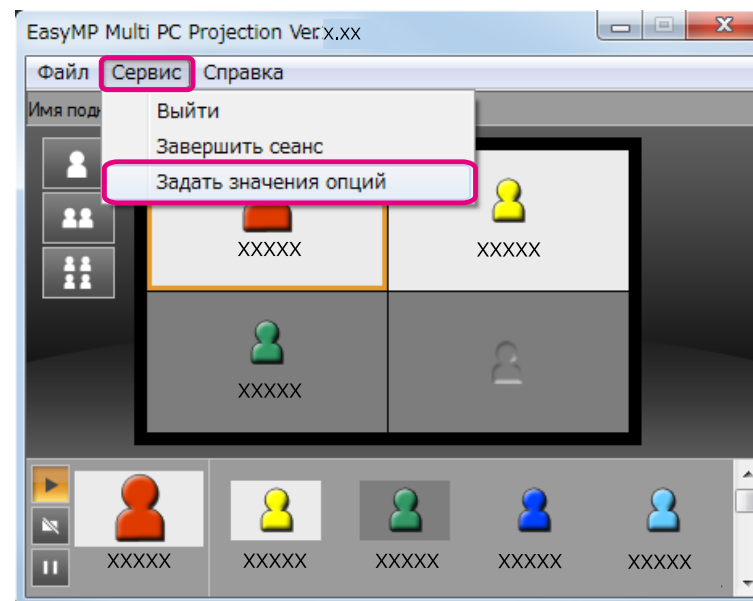 EasyMP Multi PC Projection Ver.x.xx
Файл Сервис Справка
Имя
Выйти
Завершить сеанс
Задать значения опций
XXXXX XXXXX
XXXXX
XXXXX XXXXX XXXXX XXXXX XXXXX